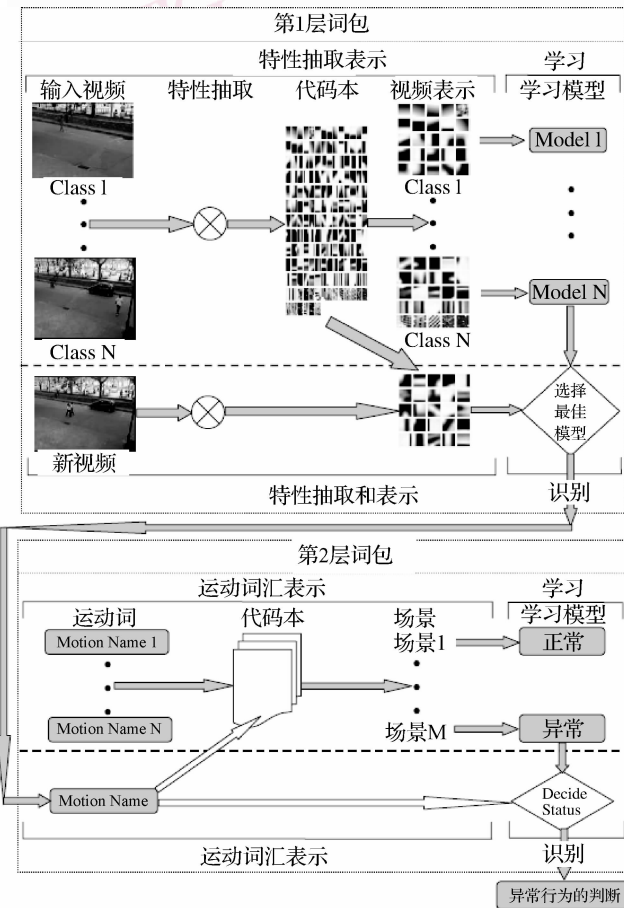 第1层词包
特性抽取表示
学习
输入视频 特性抽取 代码本 视频表示 学习模型
Class 1 Class 1 Model 1
Class N Class N Model N
选择
最佳
模型
新视频
特性抽取和表示 识别
第2层词包
运动词汇表示
学习
运动词 代码本 场景 学习模型
Motion Name 1 场景1 正常
Motion Name N 场景M 异常
Motion Name
Decide
Status
运动词汇表示 识别
异常行为的判断